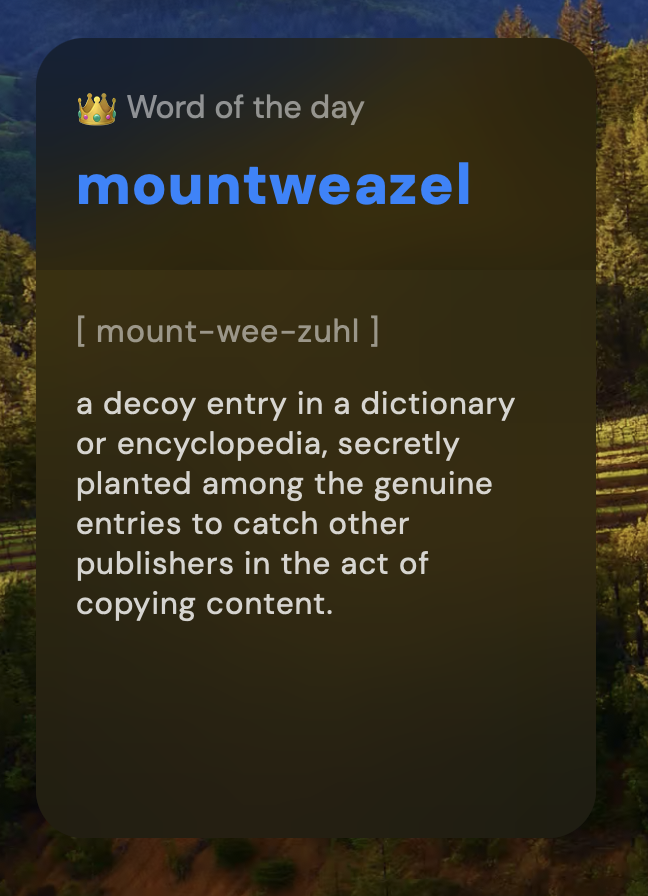 👑 Word of the day
mountweazel
[ mount-wee-zuhl ]
a decoy entry in a dictionary
or encyclopedia, secretly
planted among the genuine
entries to catch other
publishers in the act of
copying content.